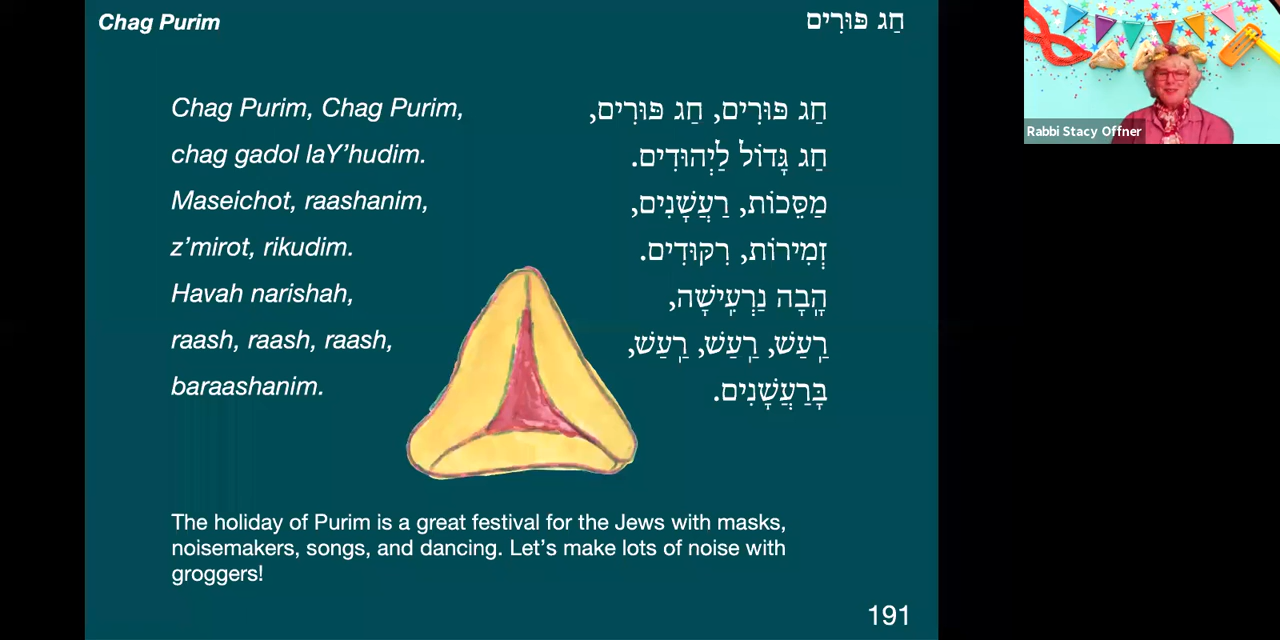 Chag Purim
חַג פּוּרִים
Chag Purim, Chag Purim,
chag gadol laY’hudim.
Maseichot, raashanim,
z’mirot, rikudim.
Havah narishah,
raash, raash, raash,
baraashanim.
חַג פּוּרִים, חַג פּוּרִים,
חַג גָּדוֹל לַיְהוּדִים.
מַסֵּכוֹת, רַעֲשָׁנִים,
זְמִירוֹת, רִקּוּדִים.
הָבָה נַרְעִישָׁה,
רַעַשׁ, רַעַשׁ, רַעַשׁ,
בָּרַעֲשָׁנִים.
The holiday of Purim is a great festival for the Jews with masks,
noisemakers, songs, and dancing. Let’s make lots of noise with
groggers!
191
Rabbi Stacy Offner